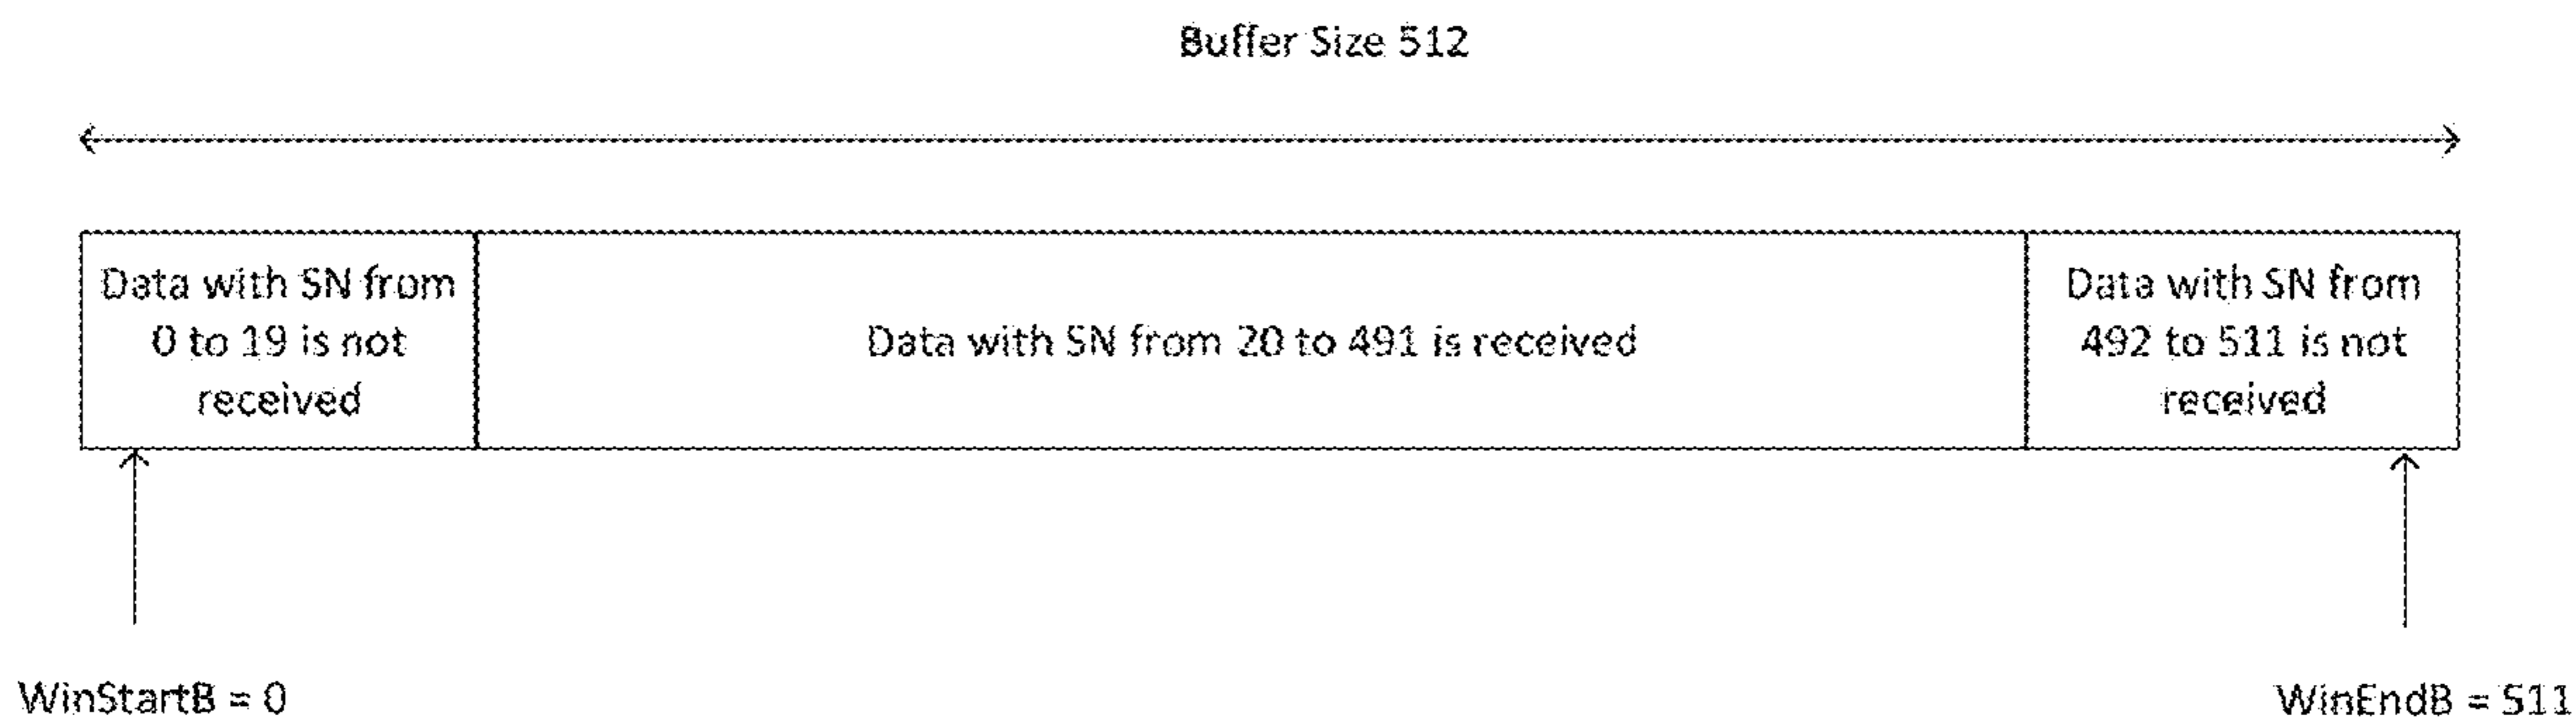 Buffer Size 512
Data with SN from
0 to 19 is not
received
Data with SN from 20 to 491 is received
Data with SN from
492 to 511 is not
received
WinStartB = 0
WinEndB = 511